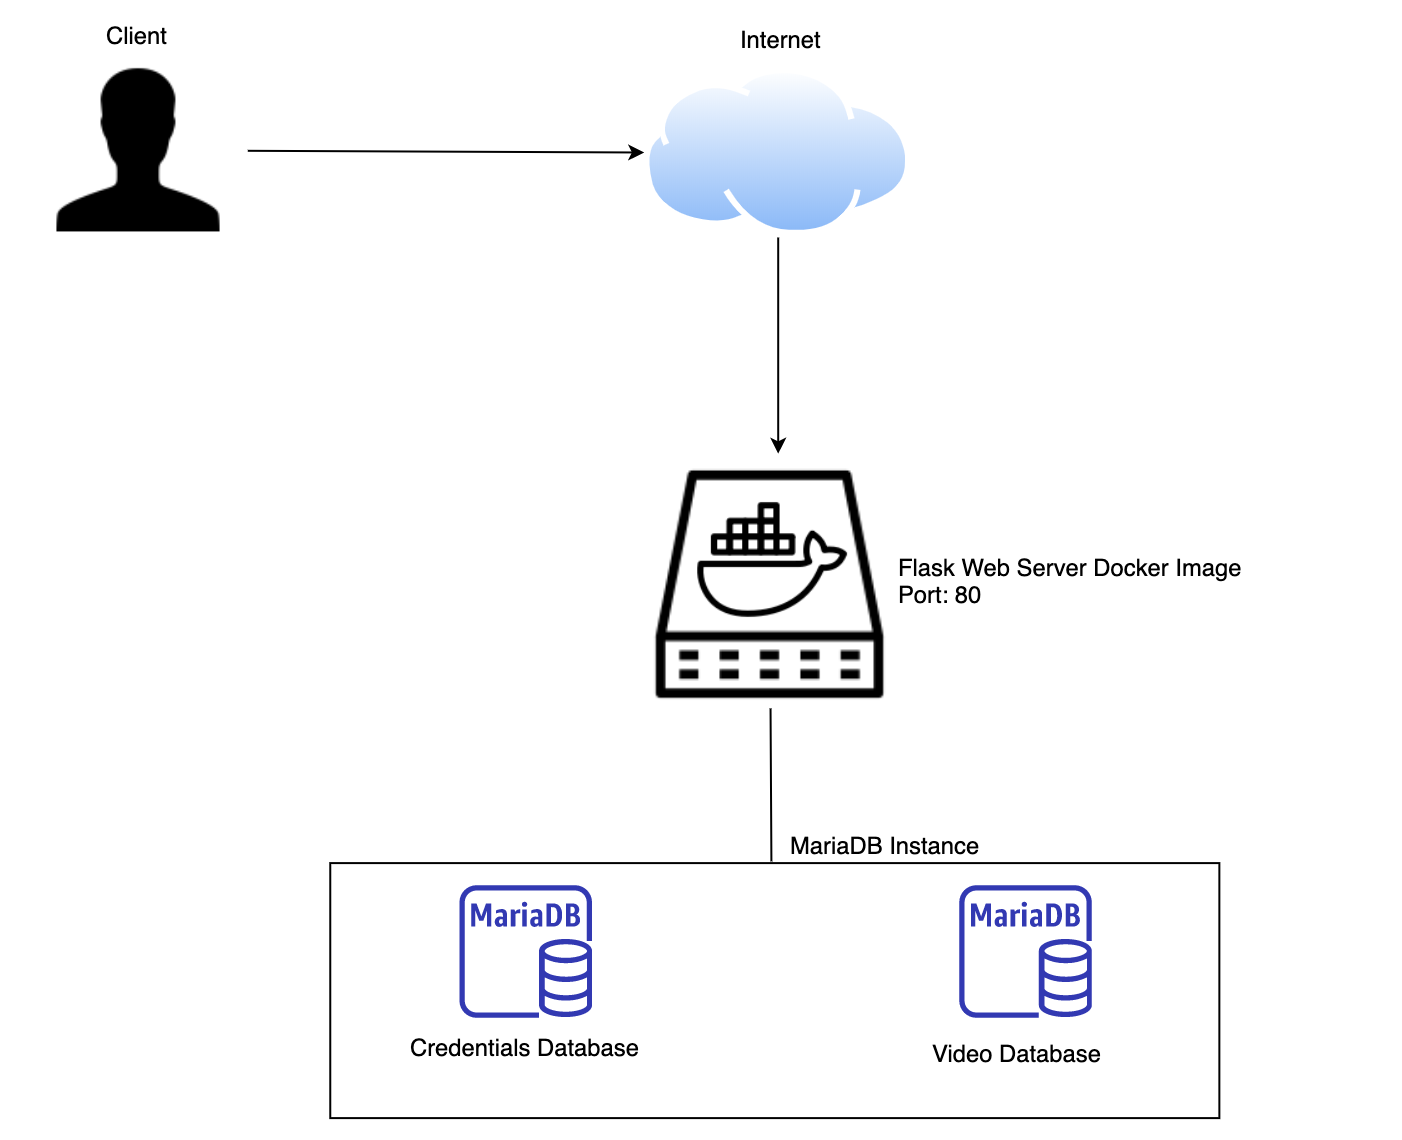 Client
Internet
Flask Web Server Docker Image
Port: 80
MariaDB Instance
MariaDB
MariaDB
Credentials Database
Video Database